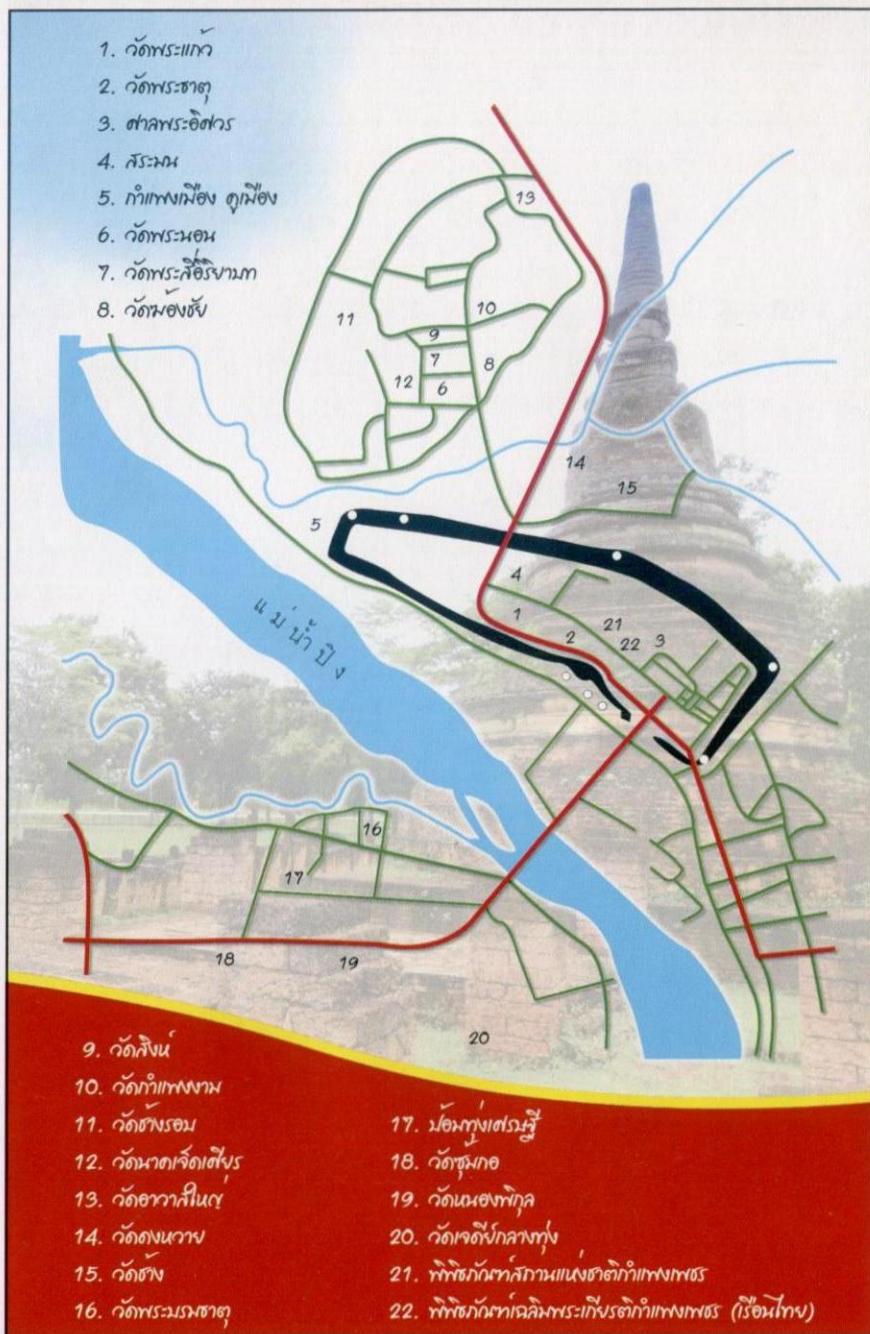 1. วัดพระแก้ว
2. วัดพระธาตุ
3. ศาลพระอิศวร
4. สระมน
5. กำแพงเมือง คูเมือง
6. วัดพระนอน
7. วัดพระสี่อิริยาบท
8. วัดฆ้องชัย
13
11
10
9
7
8
12
6
14
15
5
4
แม่น้ำปิง
1
21
2
22
3
16
17
18
19
20
9. วัดสิงห์
10. วัดกำแพงงาม
11. วัดช้างรอบ
12. วัดนาคเจ็ดเศียร
13. วัดอาวาสใหญ่
14. วัดดงหวาย
15. วัดช้าง
16. วัดพระบรมธาตุ
17. ป้อมทุ่งเศรษฐี
18. วัดซุ้มกอ
19. วัดหนองพิกุล
20. วัดเจดีย์กลางทุ่ง
21. พิพิธภัณฑ์สถานแห่งชาติกำแพงเพชร
22. พิพิธภัณฑ์เฉลิมพระเกียรติกำแพงเพชร (เรือนไทย)